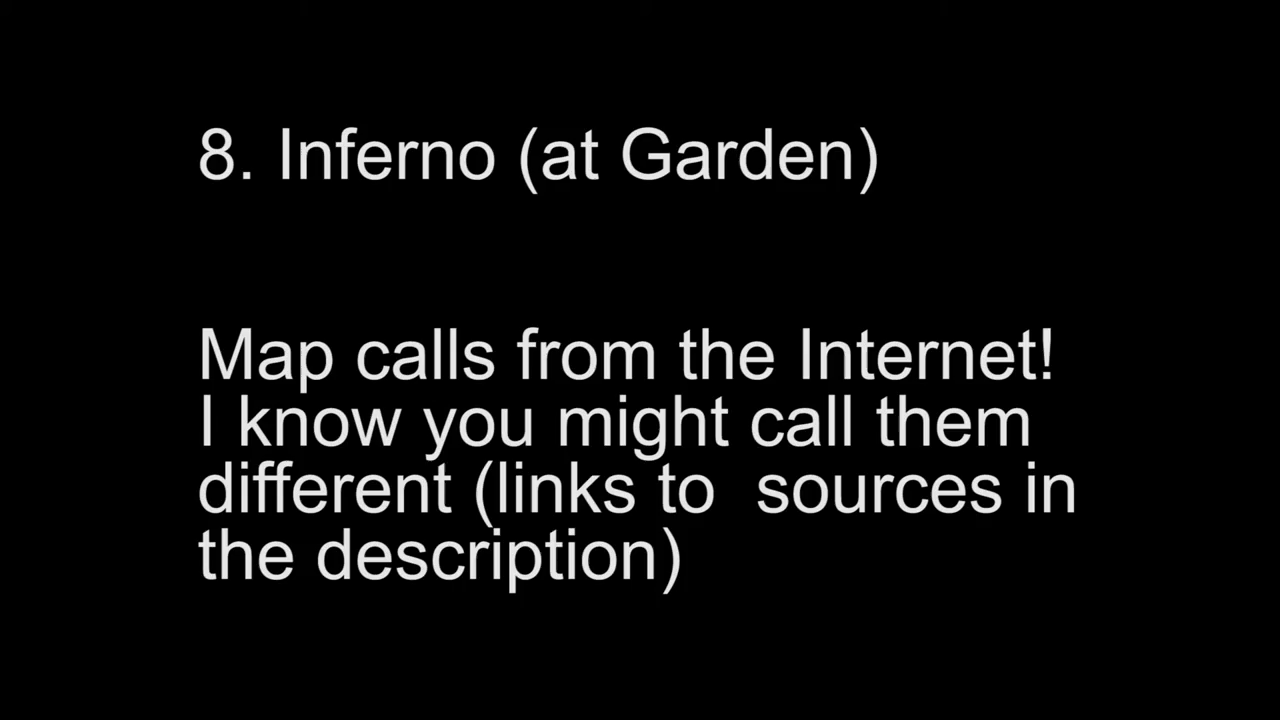 8. Inferno (at Garden)
Map calls from the Internet!
I know you might call them
different (links to  sources in
the description)